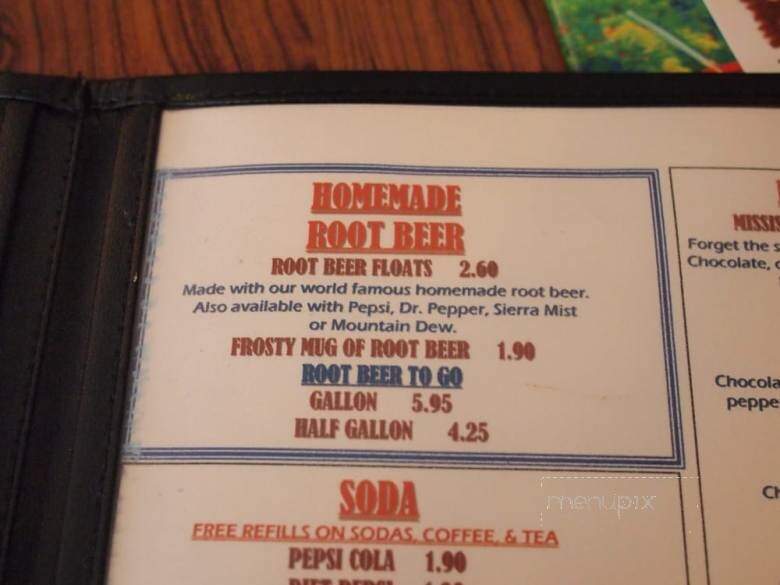 HOMEMADE
ROOT BEER
ROOT BEER FLOATS 2.60
Made with our world famous homemade root beer.
Also available with Pepsi, Dr. Pepper, Sierra Mist
or Mountain Dew.
FROSTY MUG OF ROOT BEER 1.90
ROOT BEER TO GO
GALLON 5.95
HALF GALLON 4.25
SODA
FREE REFILLS ON SODAS, COFFEE, & TEA
PEPSI COLA 1.90
MISSIS
Forget the s
Chocolate,
Chocola
peppe
Ch
menupix